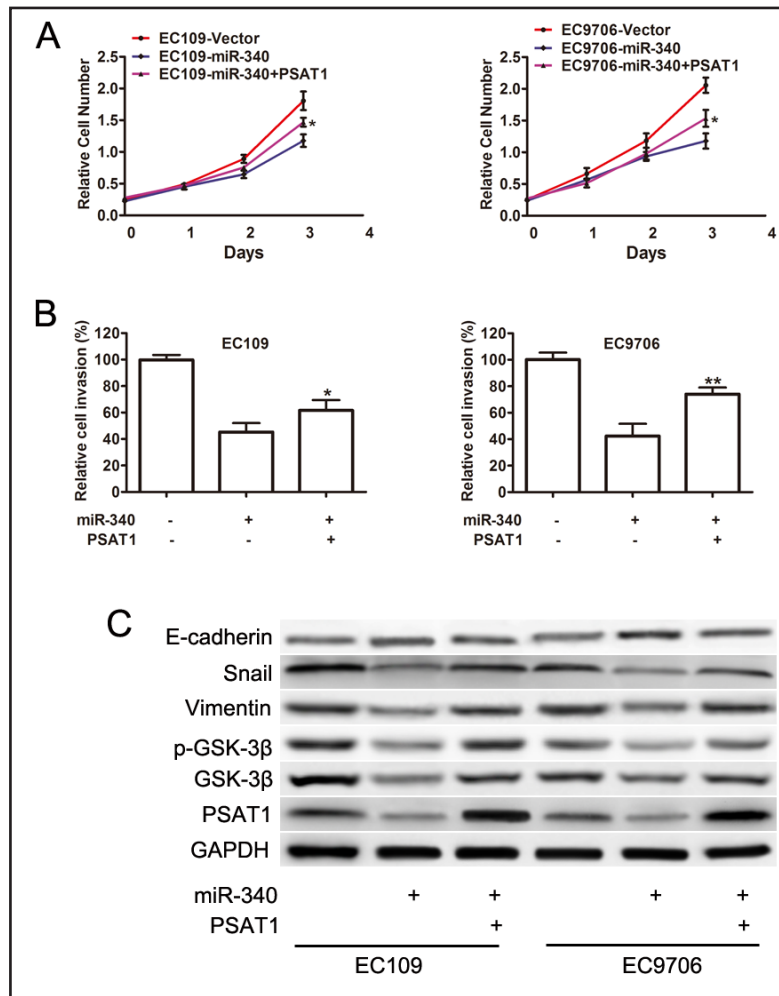 A
EC109-Vector
EC109-miR-340
EC109-miR-340+PSAT1
Relative Cell Number
2.5
2.0
1.5
1.0
0.5
0.0
*
0 1 2 3 4
Days
EC9706-Vector
EC9706-miR-340
EC9706-miR-340+PSAT1
Relative Cell Number
2.5
2.0
1.5
1.0
0.5
0.0
*
0 1 2 3 4
Days
B
EC109
Relative cell invasion (%)
120
100
80
60
40
20
0
*
miR-340 - + +
PSAT1 - - +
EC9706
Relative cell invasion (%)
120
100
80
60
40
20
0
**
miR-340 - + +
PSAT1 - - +
C
E-cadherin
Snail
Vimentin
p-GSK-3β
GSK-3β
PSAT1
GAPDH
miR-340 + + + +
PSAT1 + +
EC109 EC9706